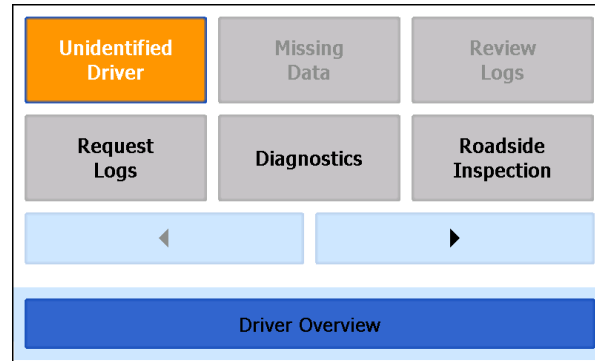 Unidentified
Driver
Missing
Data
Review
Logs
Request
Logs
Diagnostics
Roadside
Inspection
Driver Overview